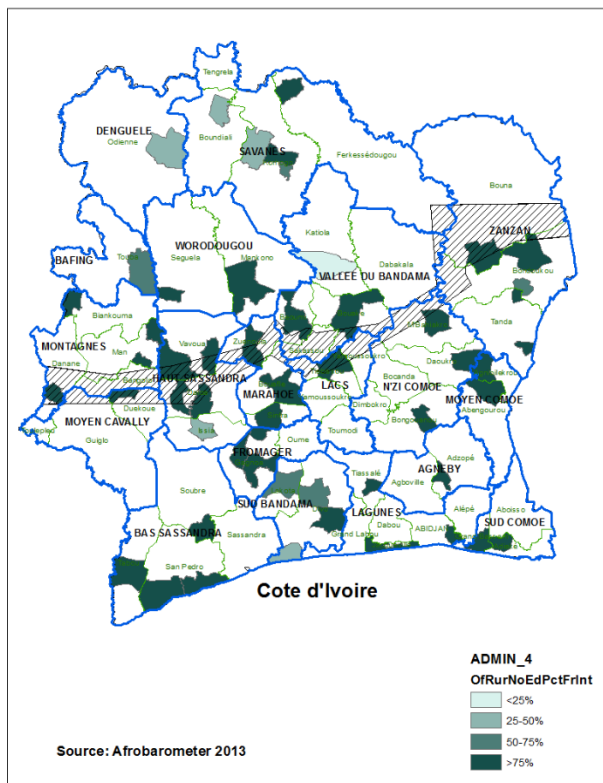 Tengrela
DENGUELE
Odienne
Boundiali
SAVANES
Ferkessédougou
Bouna
Katiola
ZANZAN
WORODOUGOU
BAFING
Touba
Seguela
Mankono
Dabakala
VALLEE DU BANDAMA
Bondoukou
Biankouma
Tanda
MONTAGNES
Vavoua
Man
Danane
HAUT SASSANDRA
LACS
Bocanda
N'ZI COMOE
MARAHOE
MOYEN COMOE
Abengourou
Dimbokro
Duekoue
MOYEN CAVALLY
Guiglo
Issia
Oume
Toumodi
FROMAGER
Adzopé
Tiassalé
AGNEBY
Agboville
Soubre
SUD BANDAMA
LAGUNES
Alépé
Aboisso
BAS SASSANDRA
Sassandra
Dabou
ABIDJAN
SUD COMOE
Grand Lahou
San Pedro
Cote d'Ivoire
ADMIN_4
OfRurNoEdPctFrInt
<25%
25-50%
50-75%
>75%
Source: Afrobarometer 2013